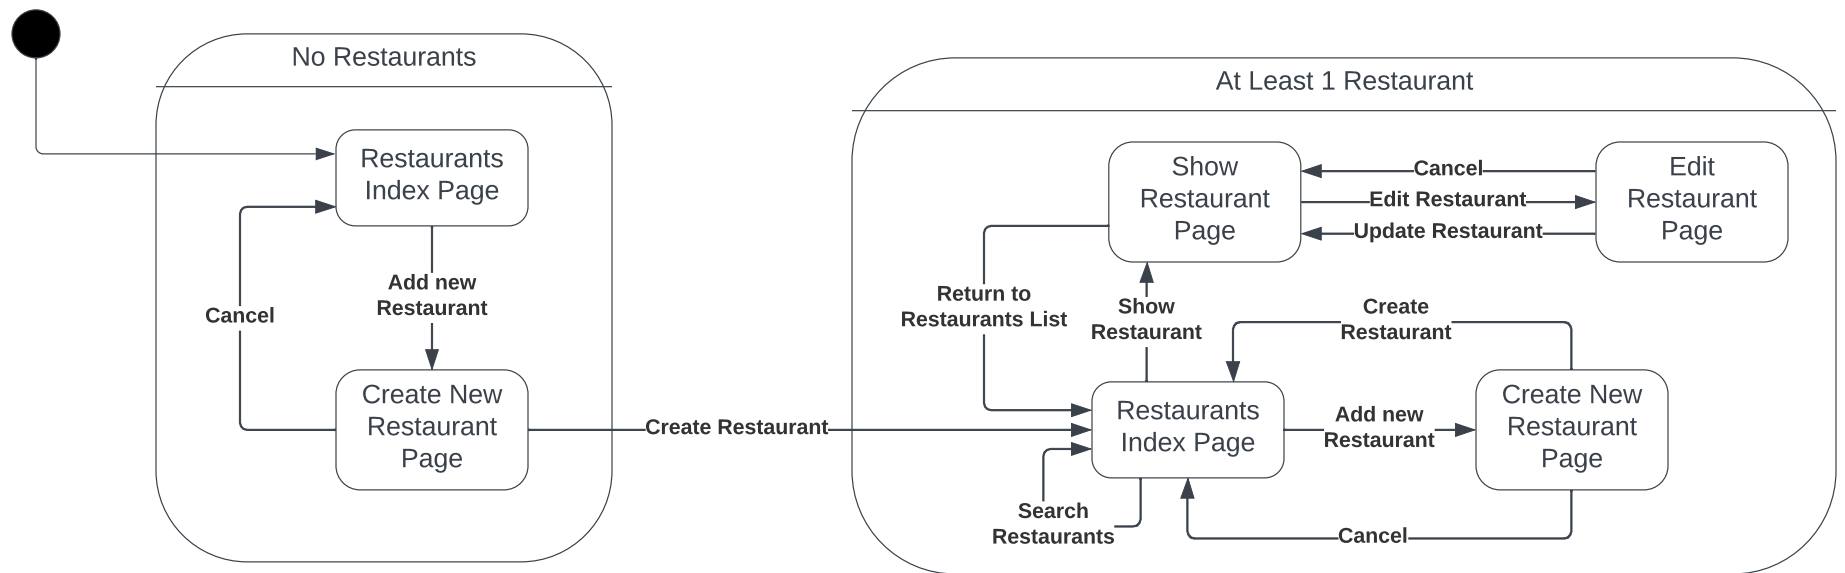 No Restaurants
Restaurants
Index Page
Add new
Restaurant
Cancel
Create New
Restaurant
Page
Create Restaurant
At Least 1 Restaurant
Show
Restaurant
Page
Cancel
Edit Restaurant
Update Restaurant
Edit
Restaurant
Page
Return to
Restaurants List
Show
Restaurant
Create
Restaurant
Restaurants
Index Page
Add new
Restaurant
Create New
Restaurant
Page
Search
Restaurants
Cancel